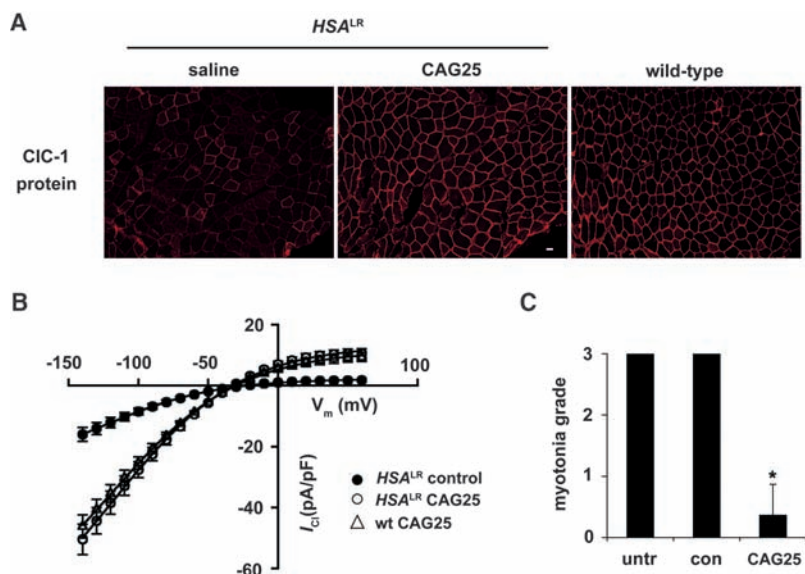 A
HSA^LR
saline
CAG25
wild-type
ClC-1
protein
B
20
-150
-100
-50
100
V_m (mV)
-20
-40
-60
I_Cl(pA/pF)
HSA^LR control
HSA^LR CAG25
wt CAG25
C
3
2
1
0
myotonia grade
*
untr
con
CAG25